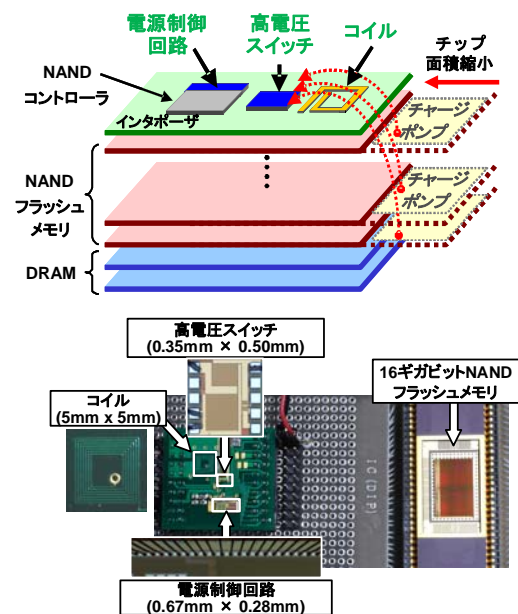 電源制御
回路
高電圧
スイッチ
コイル
チップ
面積縮小
NAND
コントローラ
インタポーザ
チャージ
ポンプ
NAND
フラッシュ
メモリ
チャージ
ポンプ
DRAM
高電圧スイッチ
(0.35mm × 0.50mm)
コイル
(5mm x 5mm)
16ギガビットNAND
フラッシュメモリ
電源制御回路
(0.67mm × 0.28mm)